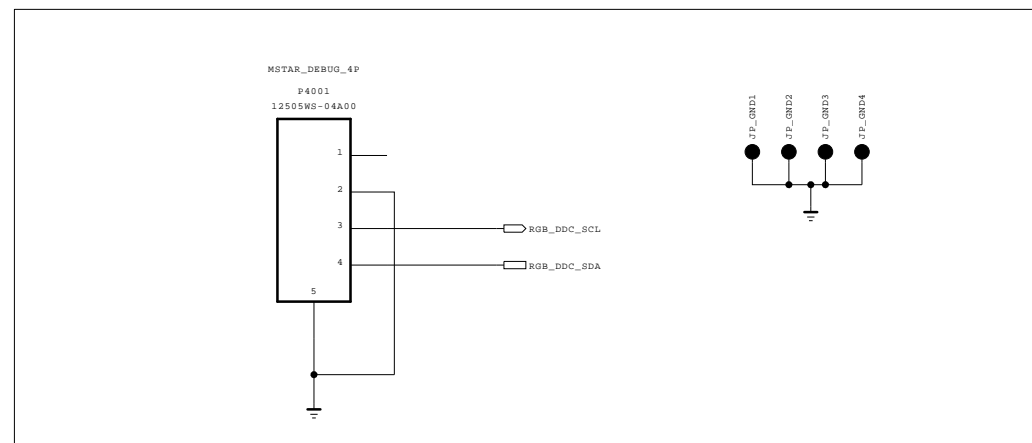 MSTAR_DEBUG_4P
P4001
12505WS-04A00
1
2
3
4
5
RGB_DDC_SCL
RGB_DDC_SDA
JP_GND1
JP_GND2
JP_GND3
JP_GND4